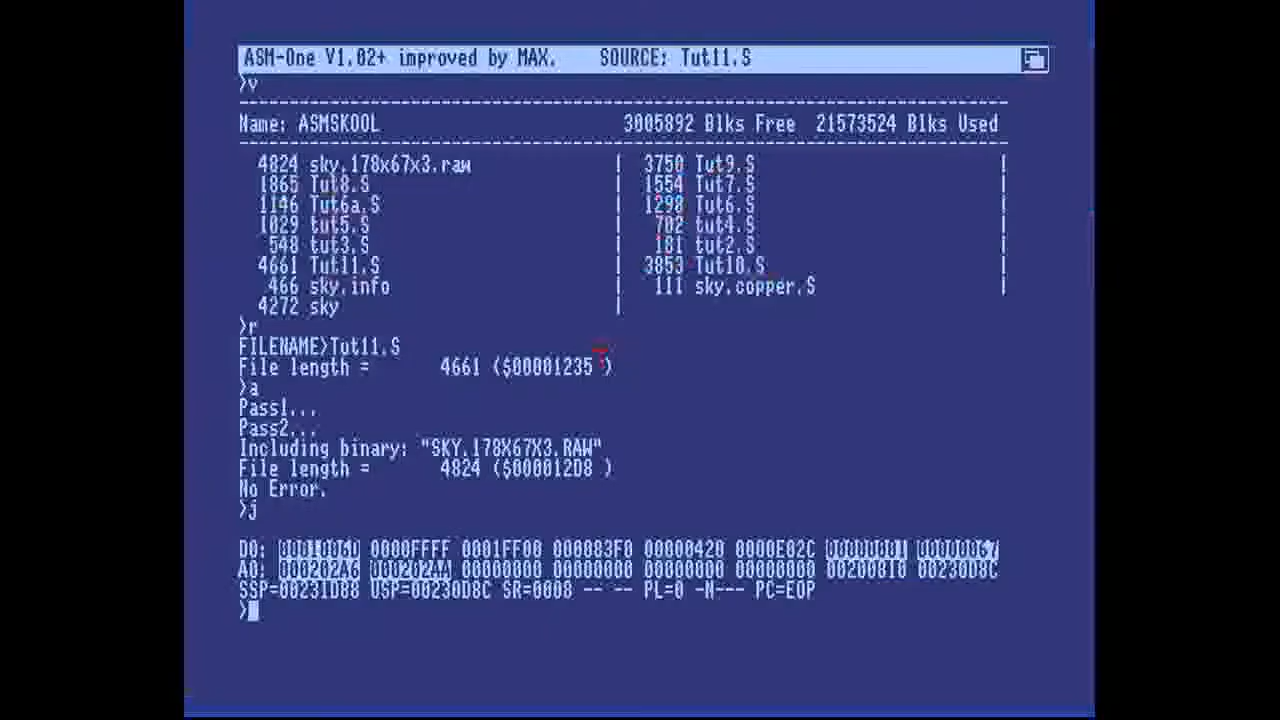 ASM-One V1.02+ improved by MAX. SOURCE: Tut11.S
>v
--------------------------------------------------------------------------------
Name: ASMSKOOL 3005892 Blks Free 21573524 Blks Used
--------------------------------------------------------------------------------
4824 sky.178x67x3.raw | 3750 Tut9.S |
1865 Tut8.S | 1554 Tut7.S |
1146 Tut6a.S | 1298 Tut6.S |
1029 tut5.S | 702 tut4.S |
548 tut3.S | 181 tut2.S |
4661 Tut11.S | 3853 Tut10.S |
466 sky.info | 111 sky.copper.S |
4272 sky |
>r
FILENAME>Tut11.S
File length = 4661 ($00001235 )
>a
Pass1...
Pass2...
Including binary: "SKY.178X67X3.RAW"
File length = 4824 ($000012D8 )
No Error.
>j
D0: 0001006D 0000FFFF 0001FF00 000083F0 00000420 0000E02C 00000001 00000067
A0: 000202A6 000202AA 00000000 00000000 00000000 00000000 00200810 00230D8C
SSP=00231D88 USP=00230D8C SR=0008 -- -- PL=0 -N--- PC=EOP
>